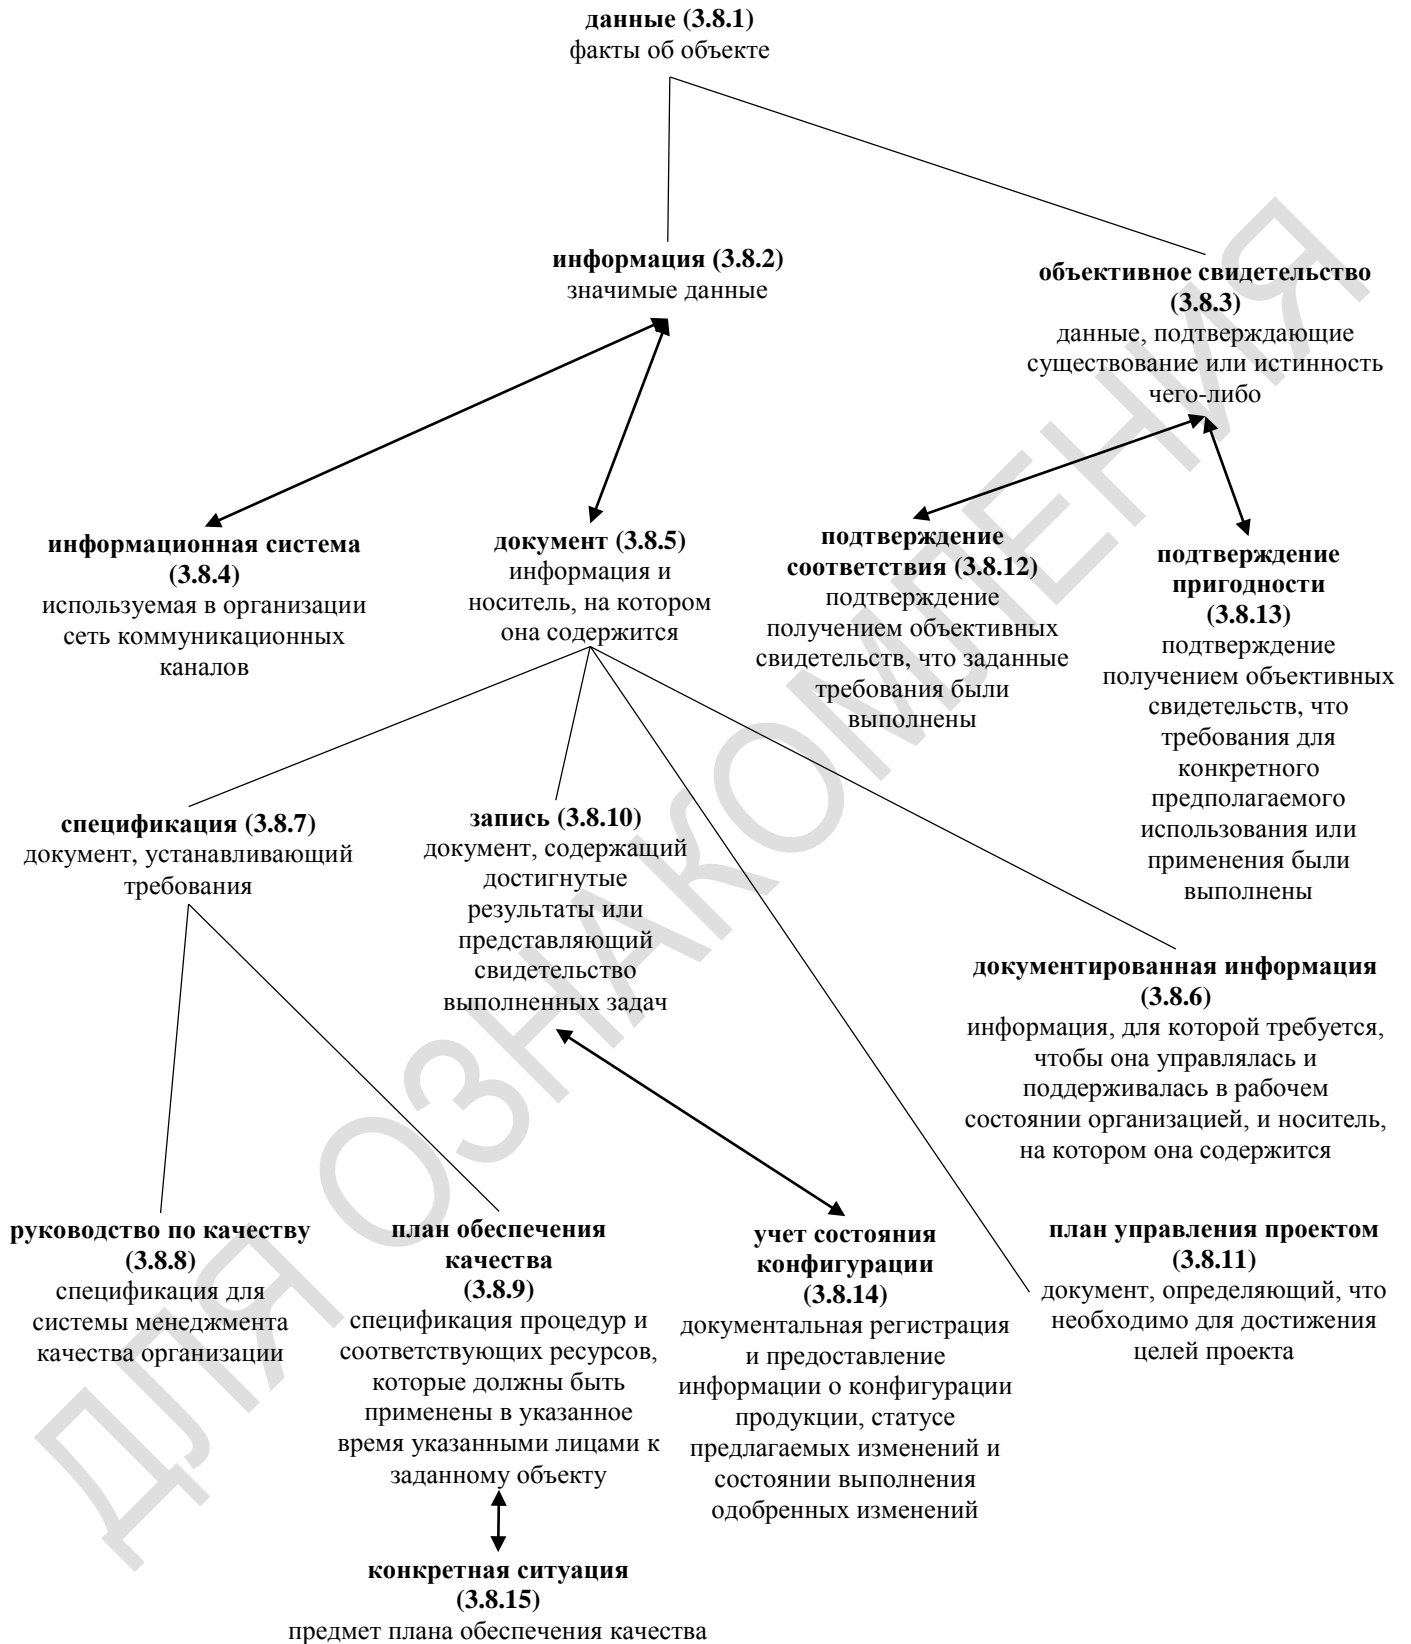 данные (3.8.1)
факты об объекте
информация (3.8.2)
значимые данные
объективное свидетельство
(3.8.3)
данные, подтверждающие
существование или истинность
чего-либо
информационная система
(3.8.4)
используемая в организации
сеть коммуникационных
каналов
документ (3.8.5)
информация и
носитель, на котором
она содержится
подтверждение
соответствия (3.8.12)
подтверждение
получением объективных
свидетельств, что заданные
требования были
выполнены
подтверждение
пригодности
(3.8.13)
подтверждение
получением объективных
свидетельств, что
требования для
конкретного
предполагаемого
использования или
применения были
выполнены
спецификация (3.8.7)
документ, устанавливающий
требования
запись (3.8.10)
документ, содержащий
достигнутые
результаты или
представляющий
свидетельство
выполненных задач
документированная информация
(3.8.6)
информация, для которой требуется,
чтобы она управлялась и
поддерживалась в рабочем
состоянии организацией, и носитель,
на котором она содержится
руководство по качеству
(3.8.8)
спецификация для
системы менеджмента
качества организации
план обеспечения
качества
(3.8.9)
спецификация процедур и
соответствующих ресурсов,
которые должны быть
применены в указанное
время указанными лицами к
заданному объекту
учет состояния
конфигурации
(3.8.14)
документальная регистрация
и предоставление
информации о конфигурации
продукции, статусе
предлагаемых изменений и
состоянии выполнения
одобренных изменений
план управления проектом
(3.8.11)
документ, определяющий, что
необходимо для достижения
целей проекта
конкретная ситуация
(3.8.15)
предмет плана обеспечения качества
ДЛЯ ОЗНАКОМЛЕНИЯ